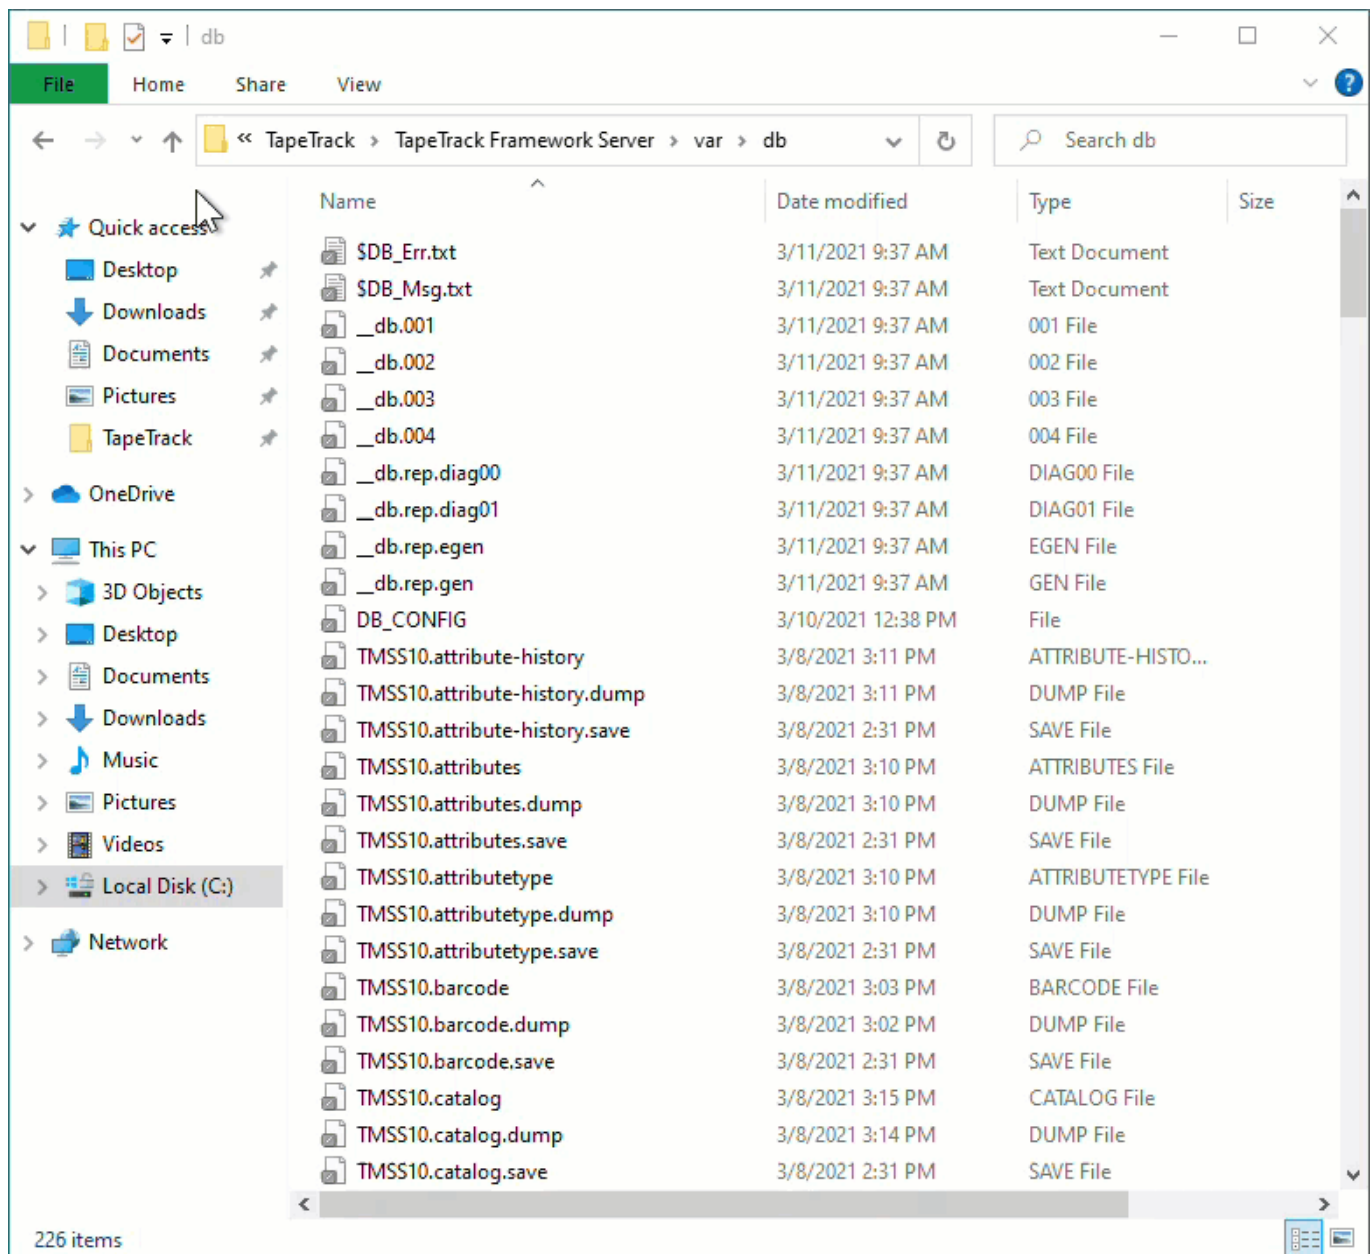 db
File Home Share View ?
« TapeTrack > TapeTrack Framework Server > var > db Search db
Name Date modified Type Size
Quick access
Desktop
Downloads
Documents
Pictures
TapeTrack
OneDrive
This PC
3D Objects
Desktop
Documents
Downloads
Music
Pictures
Videos
Local Disk (C:)
Network
$DB_Err.txt 3/11/2021 9:37 AM Text Document
$DB_Msg.txt 3/11/2021 9:37 AM Text Document
__db.001 3/11/2021 9:37 AM 001 File
__db.002 3/11/2021 9:37 AM 002 File
__db.003 3/11/2021 9:37 AM 003 File
__db.004 3/11/2021 9:37 AM 004 File
__db.rep.diag00 3/11/2021 9:37 AM DIAG00 File
__db.rep.diag01 3/11/2021 9:37 AM DIAG01 File
__db.rep.egen 3/11/2021 9:37 AM EGEN File
__db.rep.gen 3/11/2021 9:37 AM GEN File
DB_CONFIG 3/10/2021 12:38 PM File
TMSS10.attribute-history 3/8/2021 3:11 PM ATTRIBUTE-HISTO...
TMSS10.attribute-history.dump 3/8/2021 3:11 PM DUMP File
TMSS10.attribute-history.save 3/8/2021 2:31 PM SAVE File
TMSS10.attributes 3/8/2021 3:10 PM ATTRIBUTES File
TMSS10.attributes.dump 3/8/2021 3:10 PM DUMP File
TMSS10.attributes.save 3/8/2021 2:31 PM SAVE File
TMSS10.attributetype 3/8/2021 3:10 PM ATTRIBUTETYPE File
TMSS10.attributetype.dump 3/8/2021 3:10 PM DUMP File
TMSS10.attributetype.save 3/8/2021 2:31 PM SAVE File
TMSS10.barcode 3/8/2021 3:03 PM BARCODE File
TMSS10.barcode.dump 3/8/2021 3:02 PM DUMP File
TMSS10.barcode.save 3/8/2021 2:31 PM SAVE File
TMSS10.catalog 3/8/2021 3:15 PM CATALOG File
TMSS10.catalog.dump 3/8/2021 3:14 PM DUMP File
TMSS10.catalog.save 3/8/2021 2:31 PM SAVE File
226 items